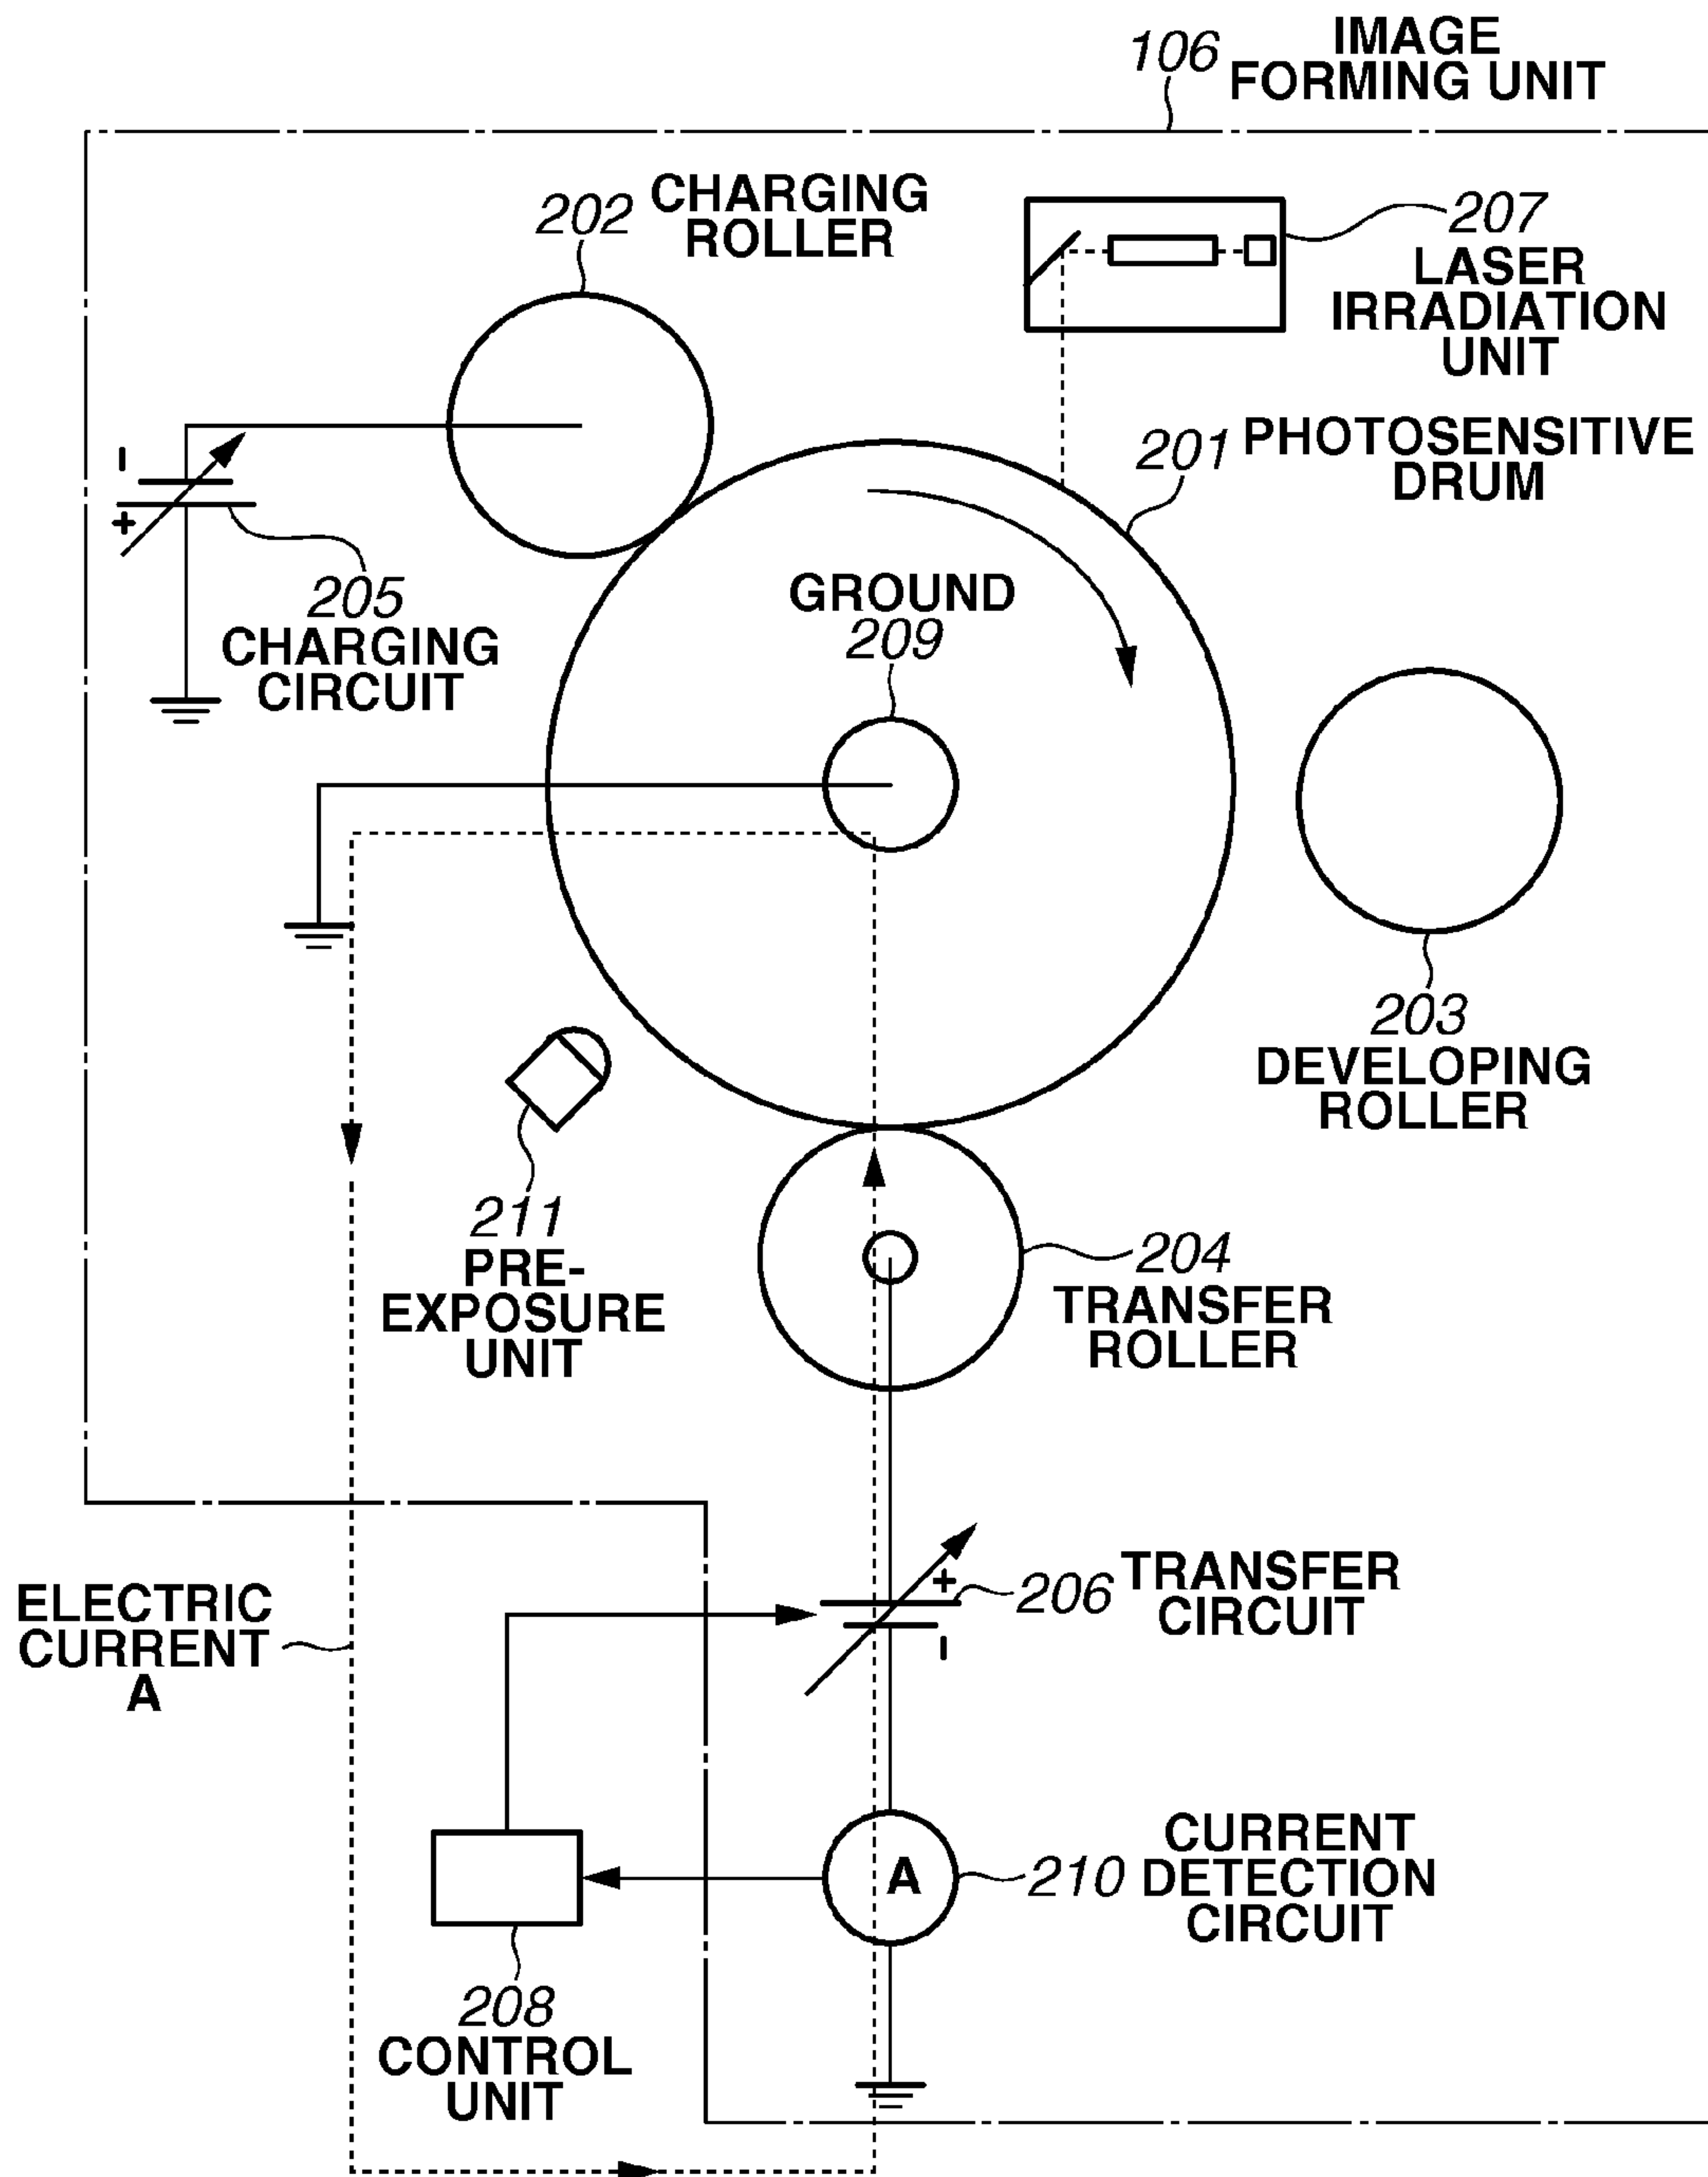 106 IMAGE
FORMING UNIT
202 CHARGING
ROLLER
207
LASER
IRRADIATION
UNIT
201 PHOTOSENSITIVE
DRUM
-
+
205
CHARGING
CIRCUIT
GROUND
209
203
DEVELOPING
ROLLER
211
PRE-
EXPOSURE
UNIT
204
TRANSFER
ROLLER
ELECTRIC
CURRENT
A
+
-
206 TRANSFER
CIRCUIT
A
210 CURRENT
DETECTION
CIRCUIT
208
CONTROL
UNIT